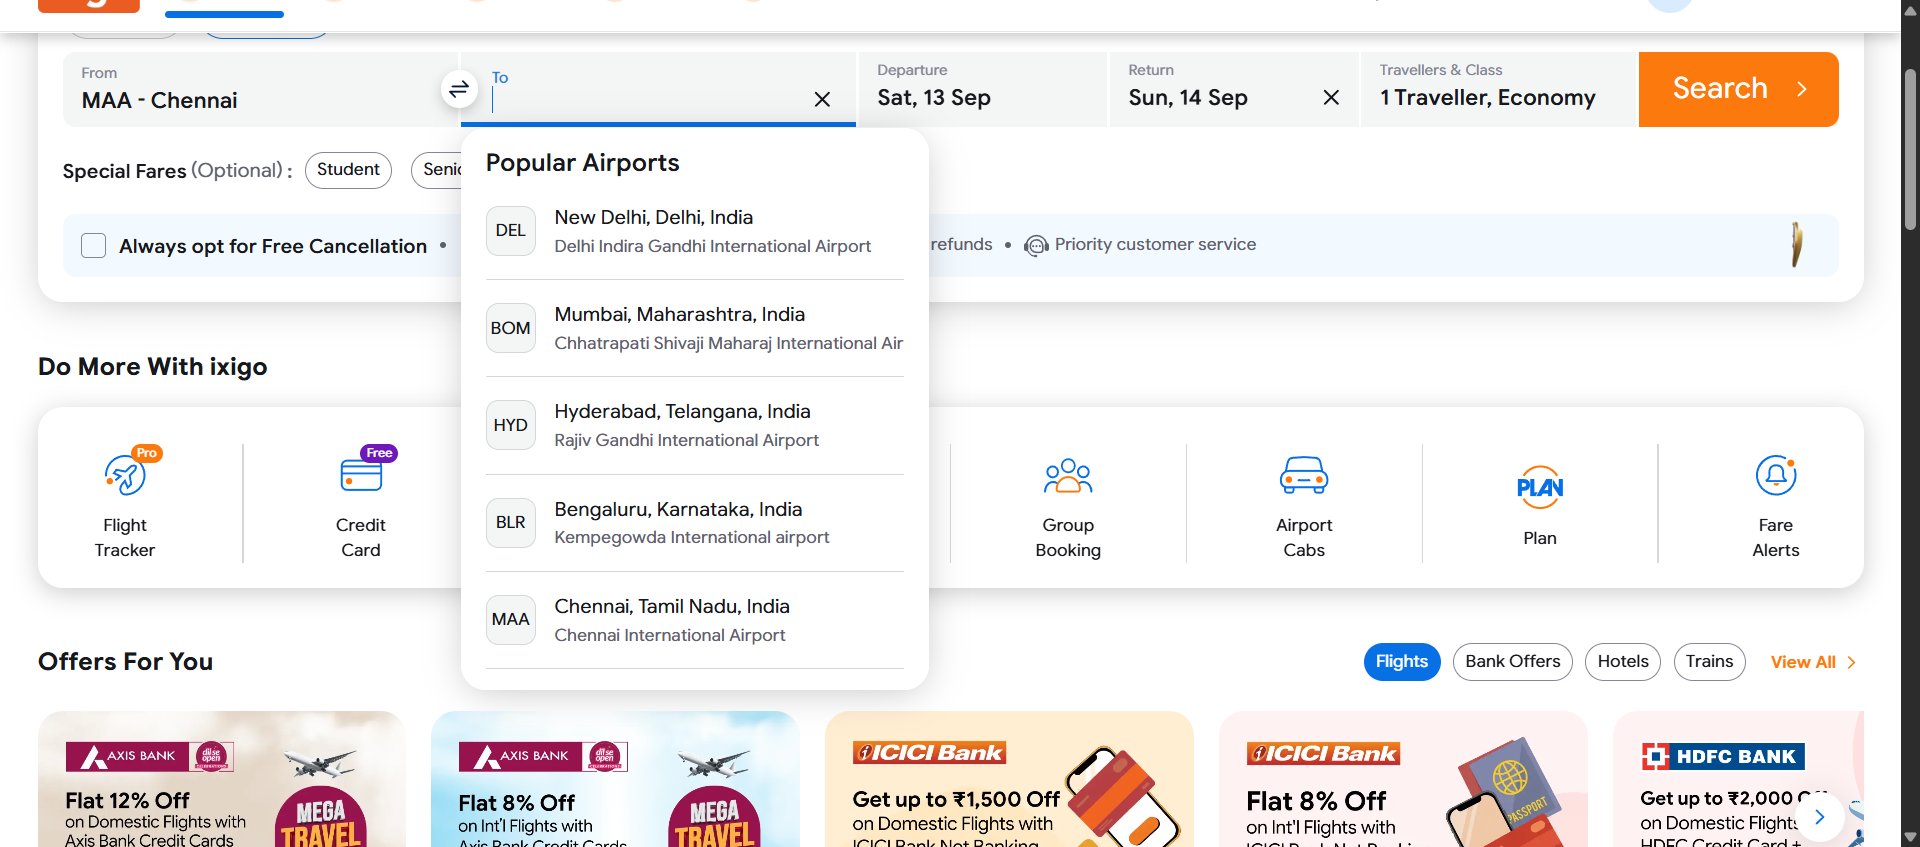 From
MAA - Chennai
To
Departure
Sat, 13 Sep
Return
Sun, 14 Sep
Travellers & Class
1 Traveller, Economy
Search
Special Fares (Optional) :
Student
Popular Airports
DEL
New Delhi, Delhi, India
Delhi Indira Gandhi International Airport
BOM
Mumbai, Maharashtra, India
Chhatrapati Shivaji Maharaj International Air
HYD
Hyderabad, Telangana, India
Rajiv Gandhi International Airport
BLR
Bengaluru, Karnataka, India
Kempegowda International airport
MAA
Chennai, Tamil Nadu, India
Chennai International Airport
Always opt for Free Cancellation •
refunds • Priority customer service
Do More With ixigo
Pro
Flight
Tracker
Free
Credit
Card
Group
Booking
Airport
Cabs
PLAN
Plan
Fare
Alerts
Offers For You
Flights
Bank Offers
Hotels
Trains
View All
AXIS BANK
dil se
open
Flat 12% Off
on Domestic Flights with
Axis Bank Credit Cards
MEGA
TRAVEL
AXIS BANK
dil se
open
Flat 8% Off
on Int'l Flights with
Axis Bank Credit Cards
MEGA
TRAVEL
ICICI Bank
Get up to ₹1,500 Off
on Domestic Flights with
ICICI Bank Net Banking
ICICI Bank
Flat 8% Off
on Int'l Flights with
PASSPORT
HDFC BANK
Get up to ₹2,000
on Domestic Flights
HDFC Credit Card +